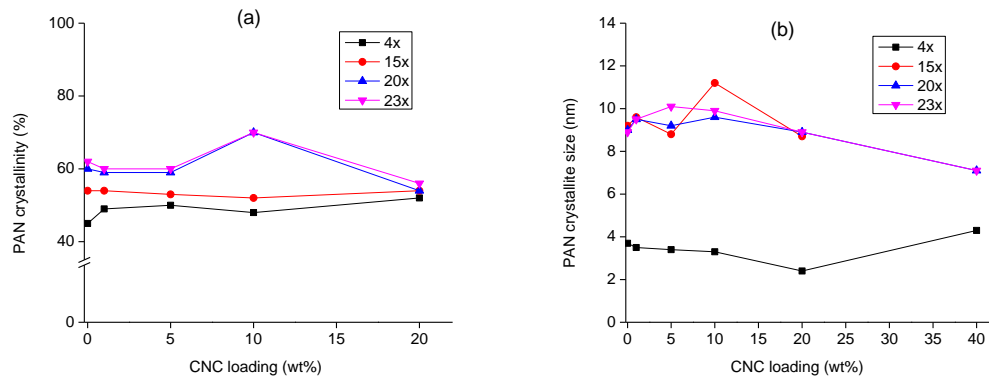 (a)
PAN crystallinity (%)
100
80
60
40
0
4x
15x
20x
23x
0 5 10 15 20
CNC loading (wt%)
(b)
PAN crystallite size (nm)
14
12
10
8
6
4
2
0
4x
15x
20x
23x
0 5 10 15 20 25 30 35 40
CNC loading (wt%)